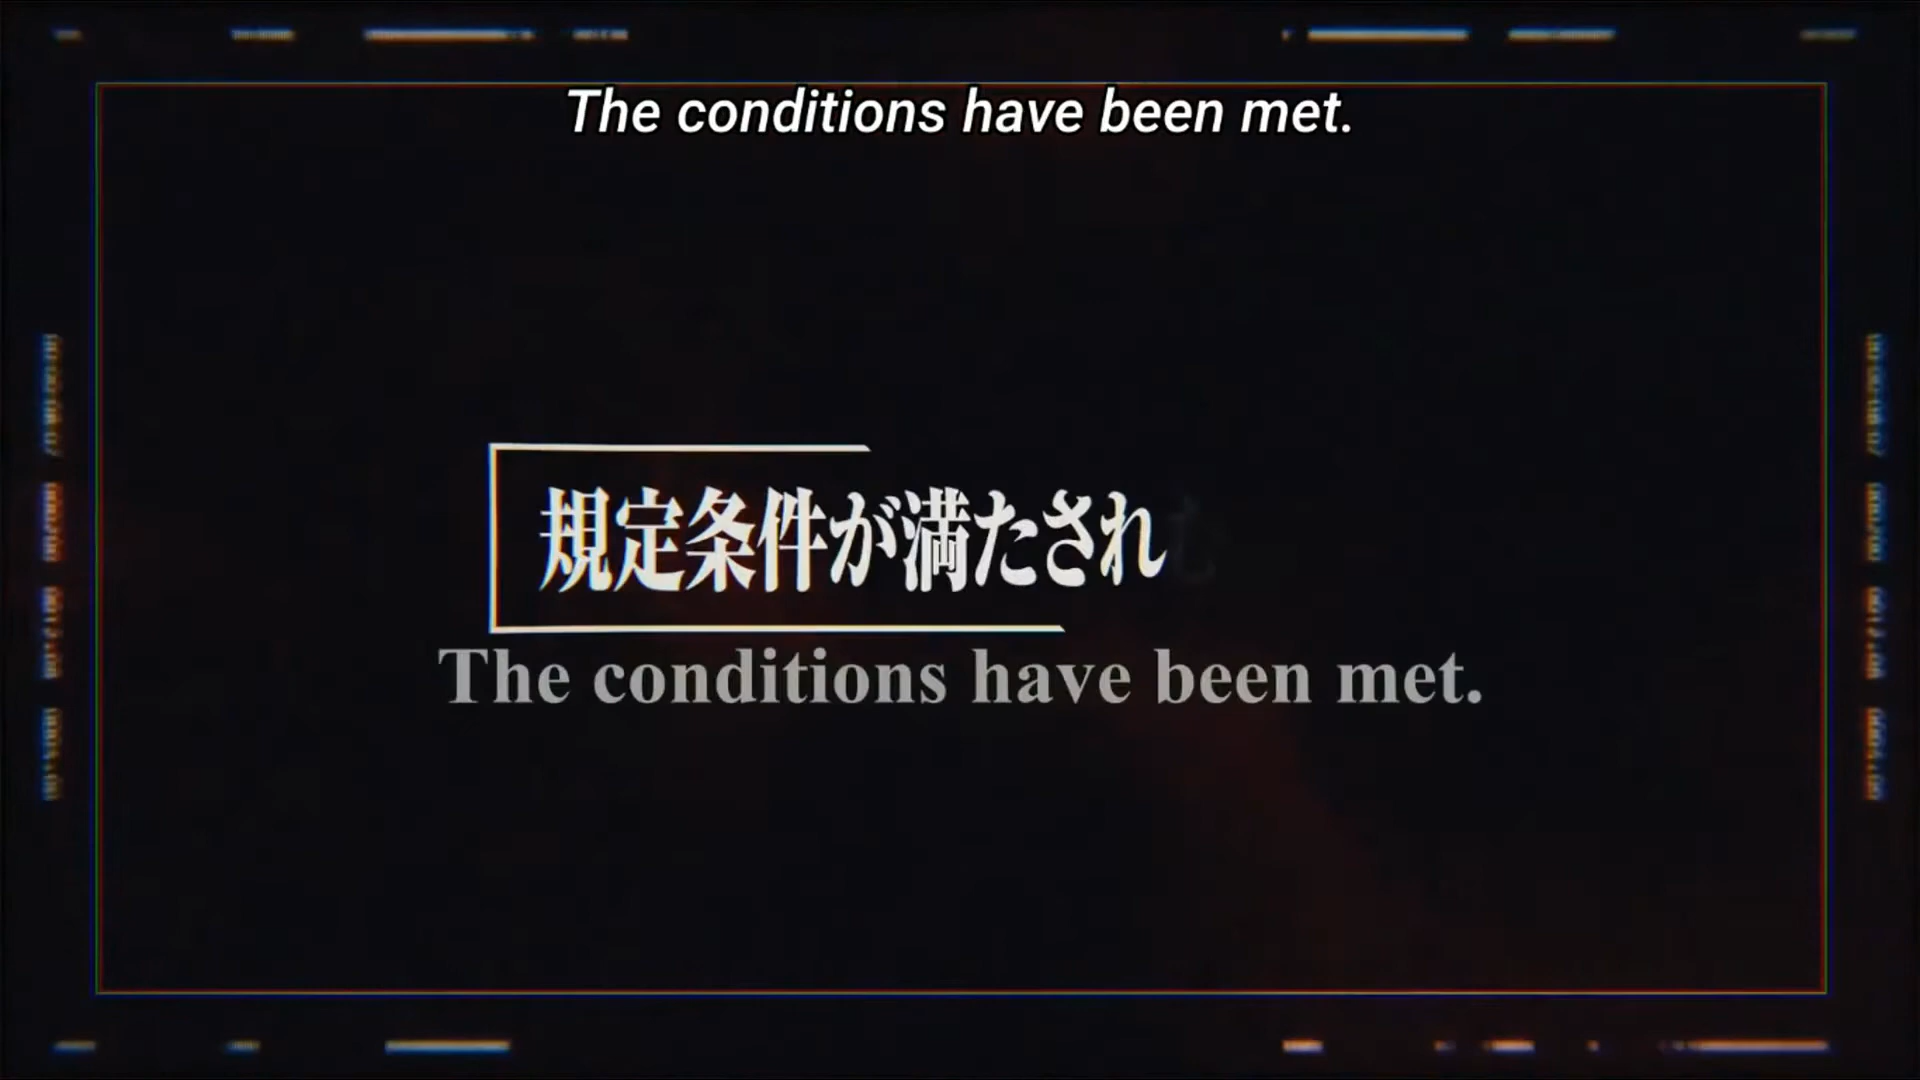 The conditions have been met.
規定条件が満たされ
The conditions have been met.